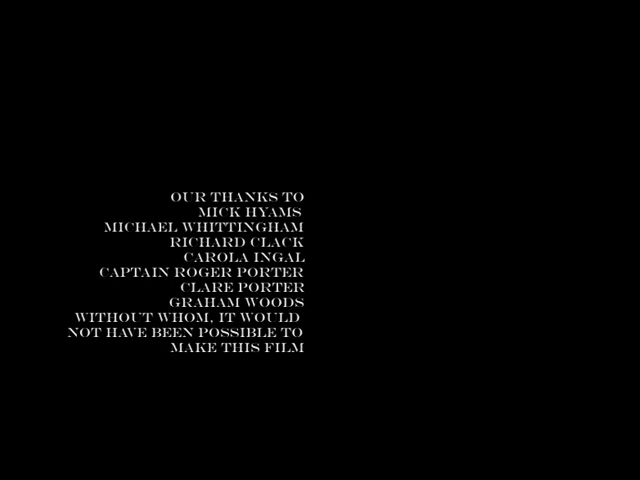 OUR THANKS TO
MICK HYAMS
MICHAEL WHITTINGHAM
RICHARD CLACK
CAROLA INGAL
CAPTAIN ROGER PORTER
CLARE PORTER
GRAHAM WOODS
WITHOUT WHOM, IT WOULD
NOT HAVE BEEN POSSIBLE TO
MAKE THIS FILM